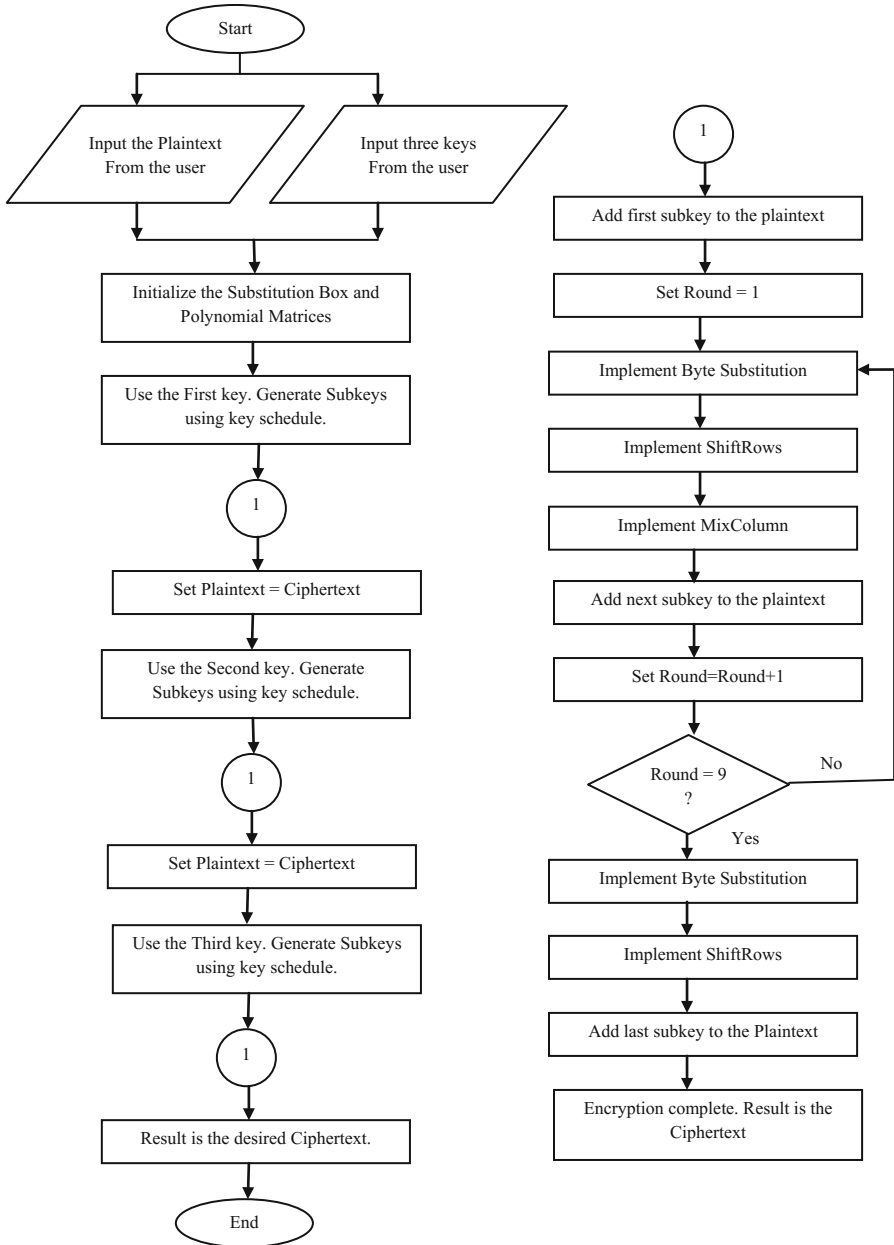 Start
Input the Plaintext
From the user
Input three keys
From the user
Initialize the Substitution Box and
Polynomial Matrices
Use the First key. Generate Subkeys
using key schedule.
1
Set Plaintext = Ciphertext
Use the Second key. Generate
Subkeys using key schedule.
1
Set Plaintext = Ciphertext
Use the Third key. Generate Subkeys
using key schedule.
1
Result is the desired Ciphertext.
End
1
Add first subkey to the plaintext
Set Round = 1
Implement Byte Substitution
Implement ShiftRows
Implement MixColumn
Add next subkey to the plaintext
Set Round=Round+1
Round = 9
?
No
Yes
Implement Byte Substitution
Implement ShiftRows
Add last subkey to the Plaintext
Encryption complete. Result is the
Ciphertext